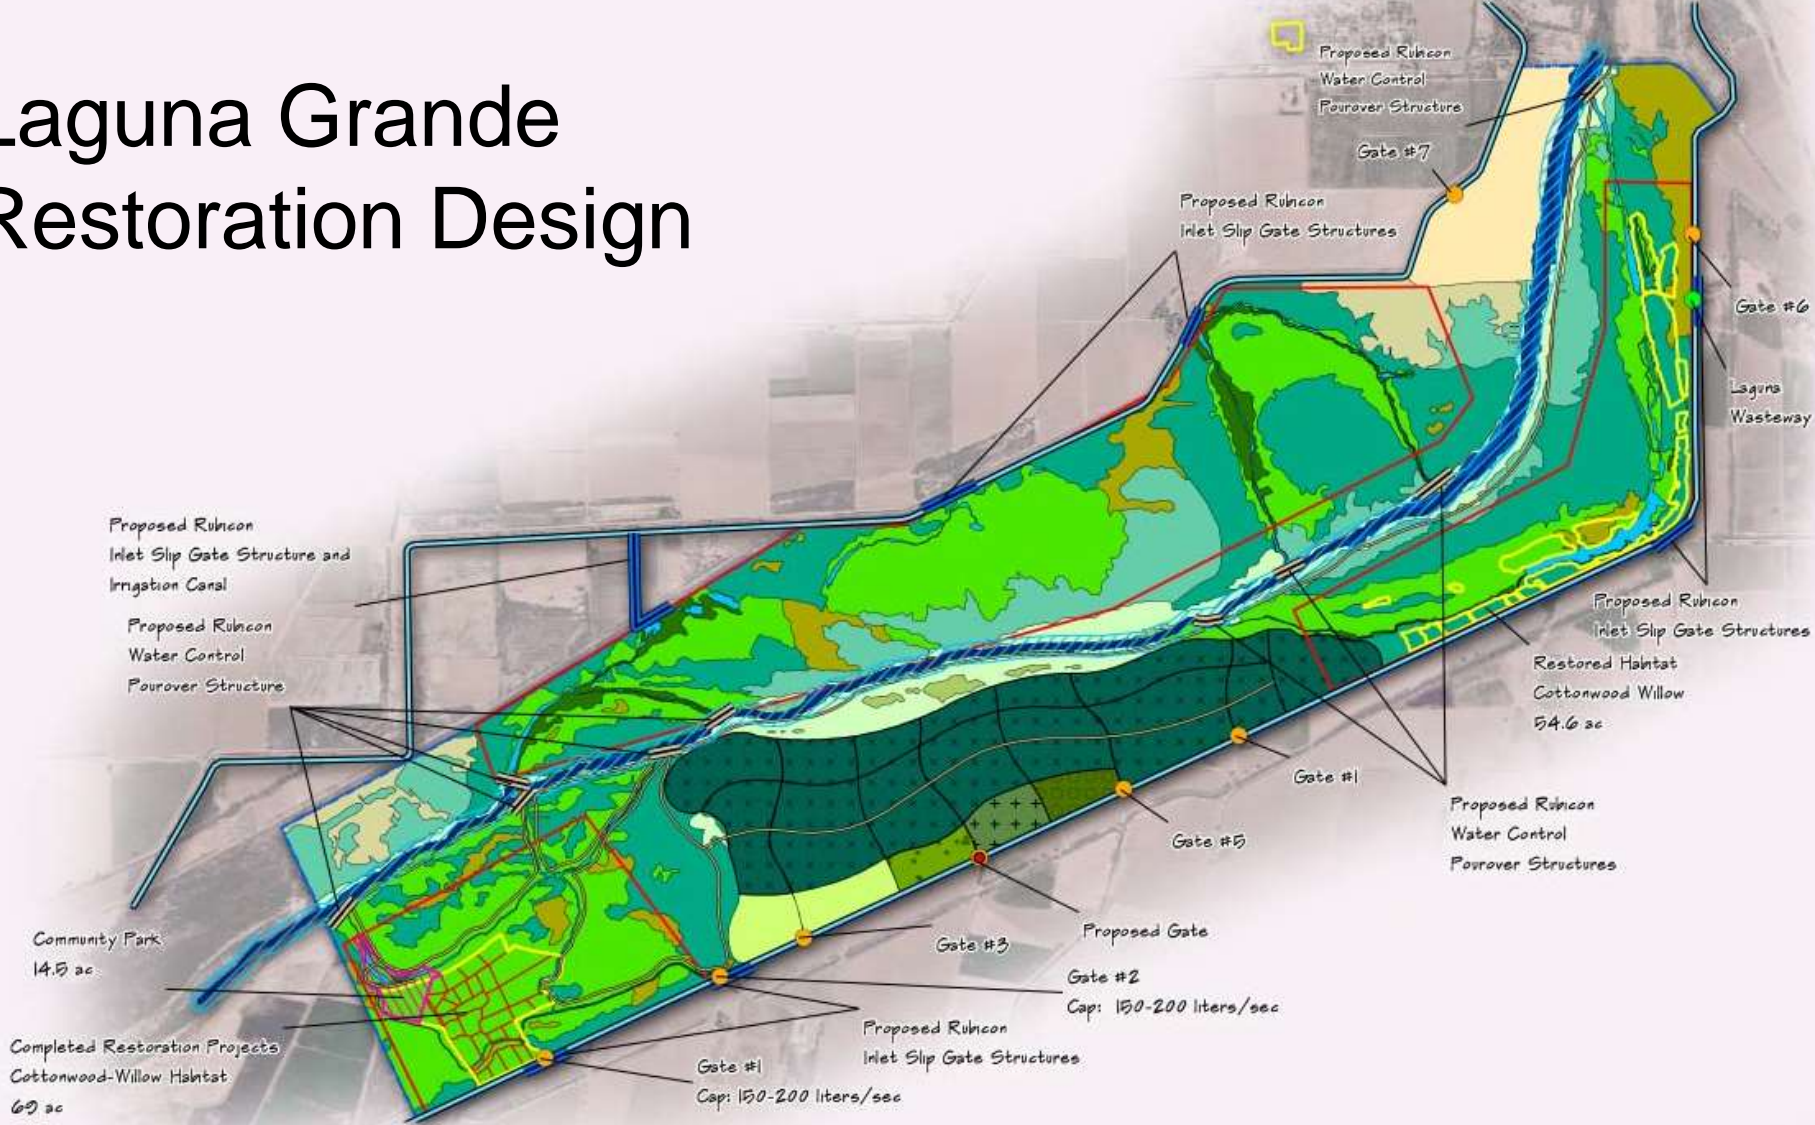 Laguna Grande
Restoration Design
Proposed Rubicon
Water Control
Pourover Structure
Gate #7
Proposed Rubicon
Inlet Slip Gate Structures
Gate #6
Laguna
Wasteway
Proposed Rubicon
Inlet Slip Gate Structure and
Irrigation Canal
Proposed Rubicon
Water Control
Pourover Structure
Proposed Rubicon
Inlet Slip Gate Structures
Restored Habitat
Cottonwood Willow
54.6 ac
Gate #1
Proposed Rubicon
Water Control
Pourover Structures
Gate #5
Proposed Gate
Gate #3
Gate #2
Cap: 150-200 liters/sec
Proposed Rubicon
Inlet Slip Gate Structures
Gate #1
Cap: 150-200 liters/sec
Community Park
14.5 ac
Completed Restoration Projects
Cottonwood-Willow Habitat
69 ac